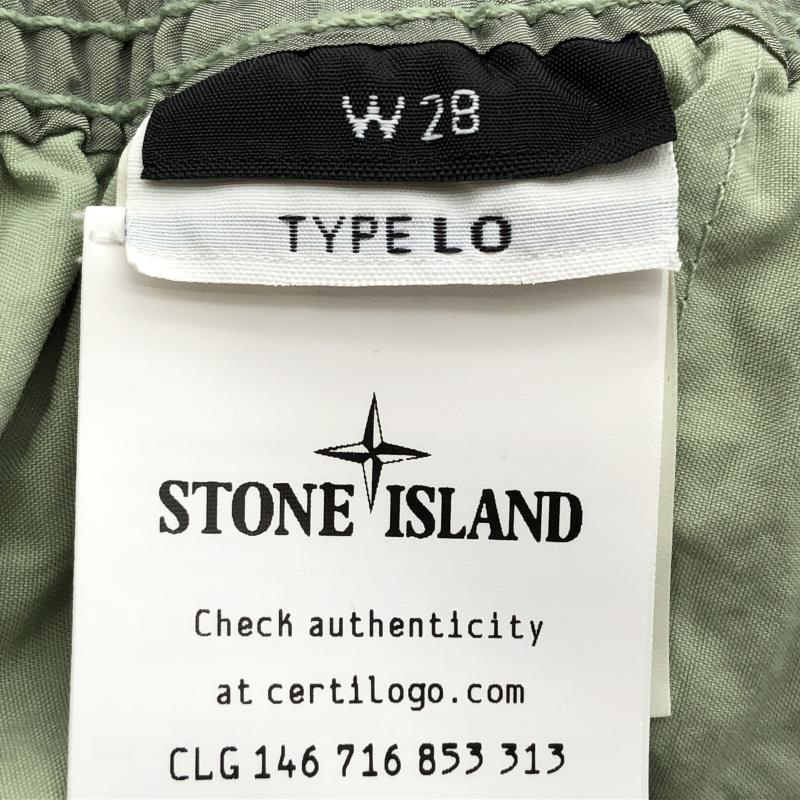 W 28
TYPE LO
STONE ISLAND
Check authenticity
at certilogo.com
CLG 146 716 853 313